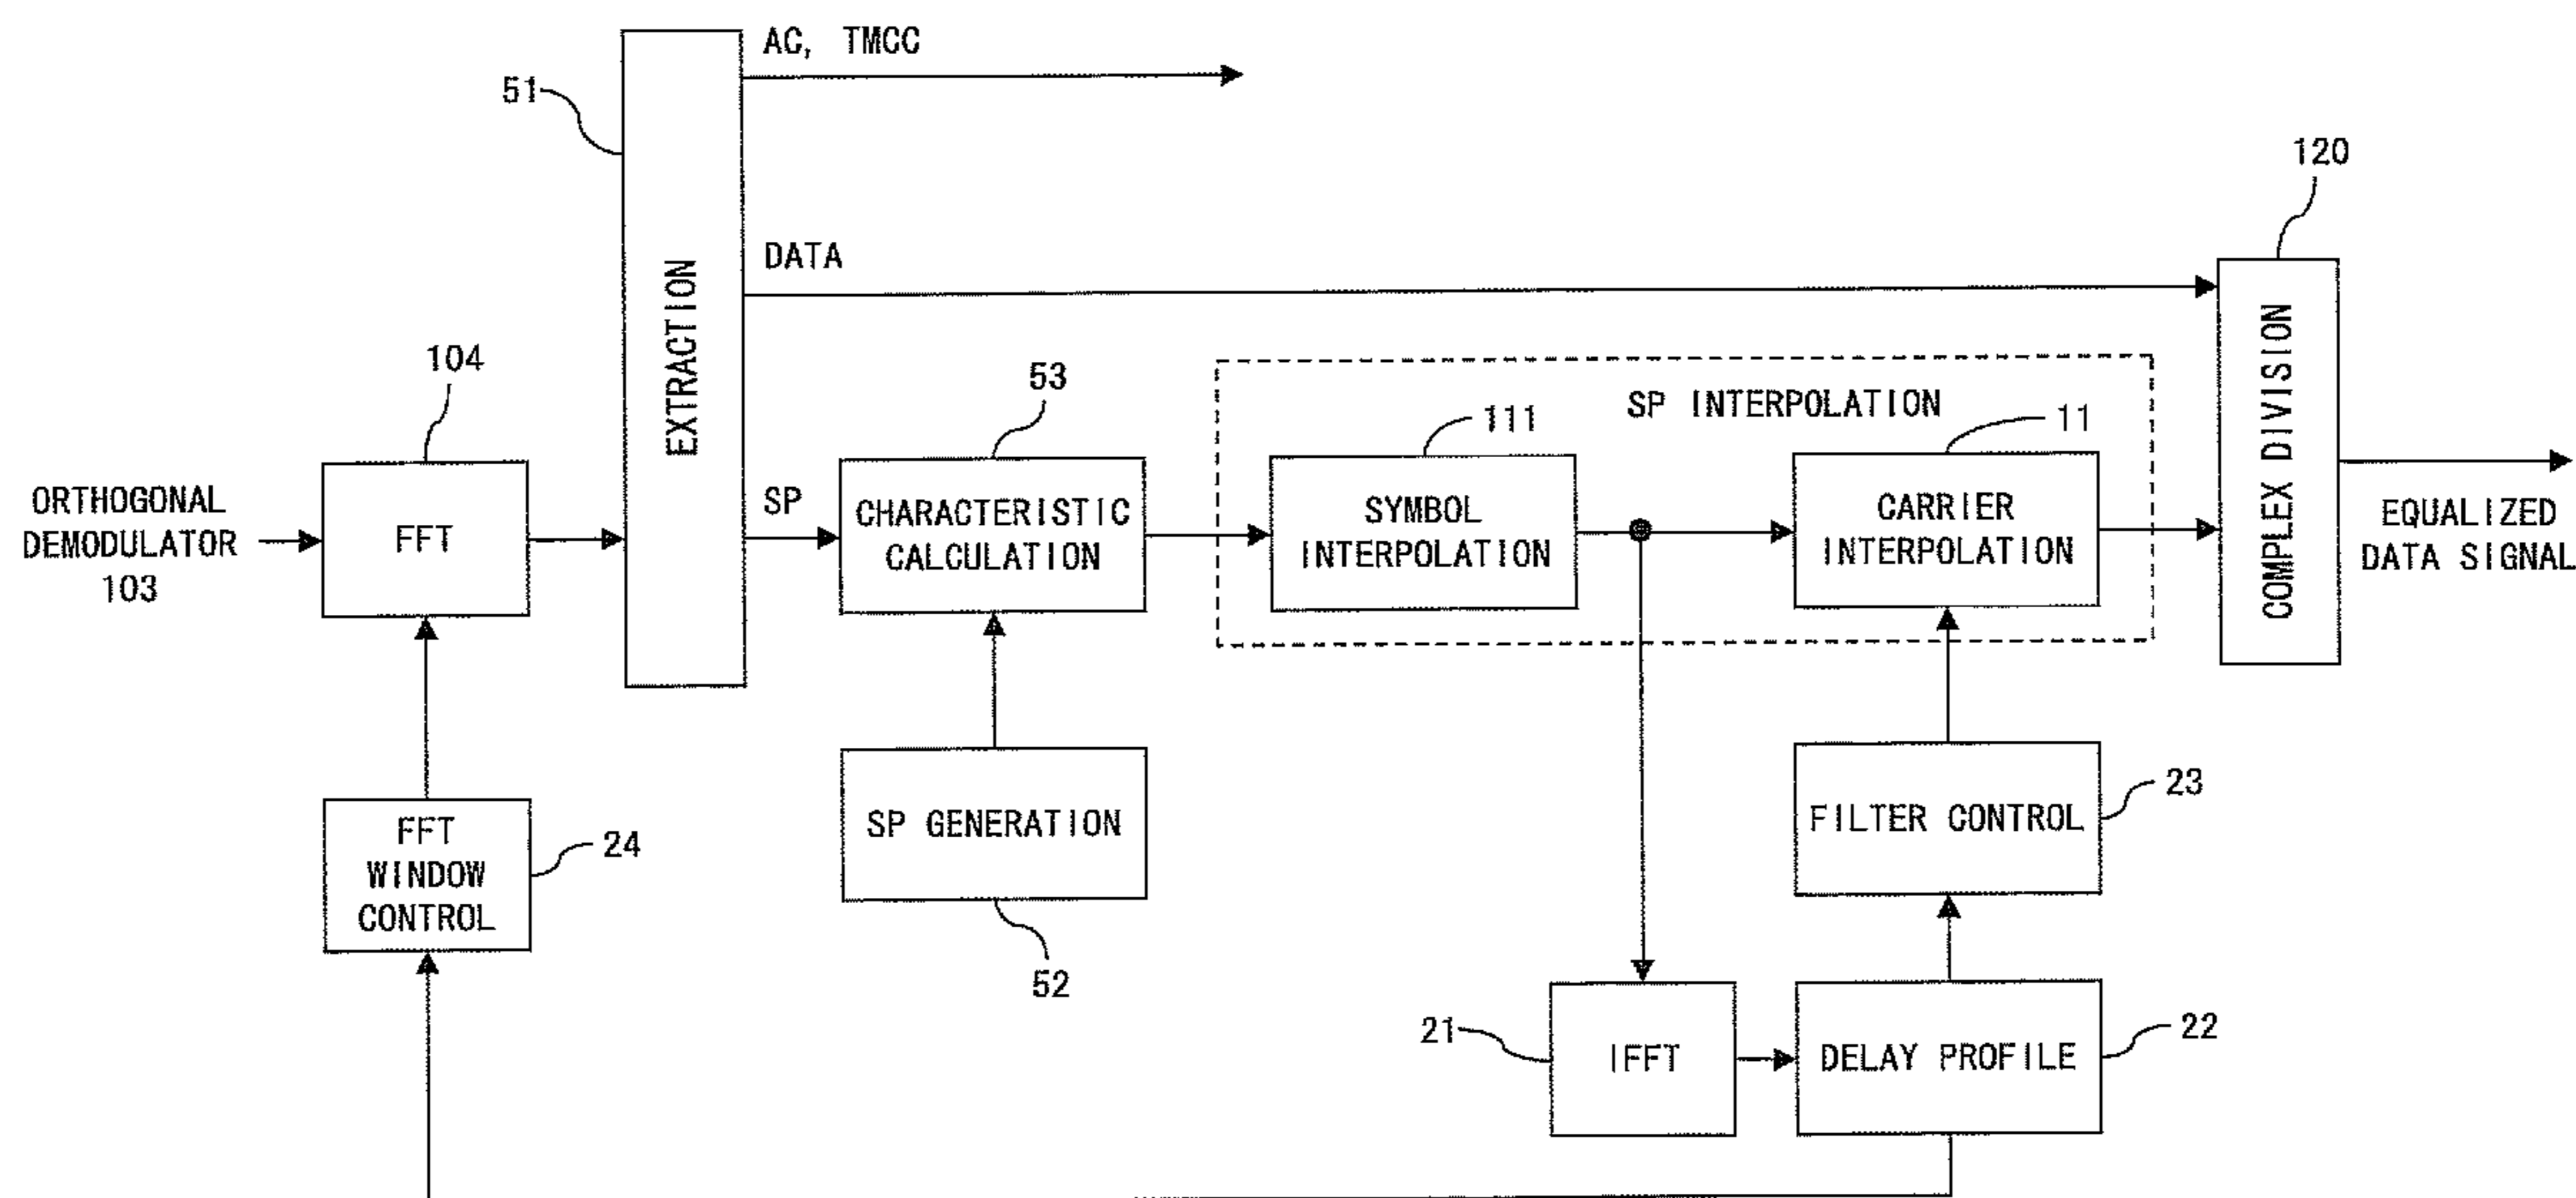 AC, TMCC
51
120
DATA
EXTRACTION
COMPLEX DIVISION
104
53
SP INTERPOLATION
111
11
ORTHOGONAL
DEMODULATOR
103
FFT
SP
CHARACTERISTIC
CALCULATION
SYMBOL
INTERPOLATION
CARRIER
INTERPOLATION
EQUALIZED
DATA SIGNAL
FFT
WINDOW
CONTROL
24
SP GENERATION
52
FILTER CONTROL
23
21
IFFT
DELAY PROFILE
22